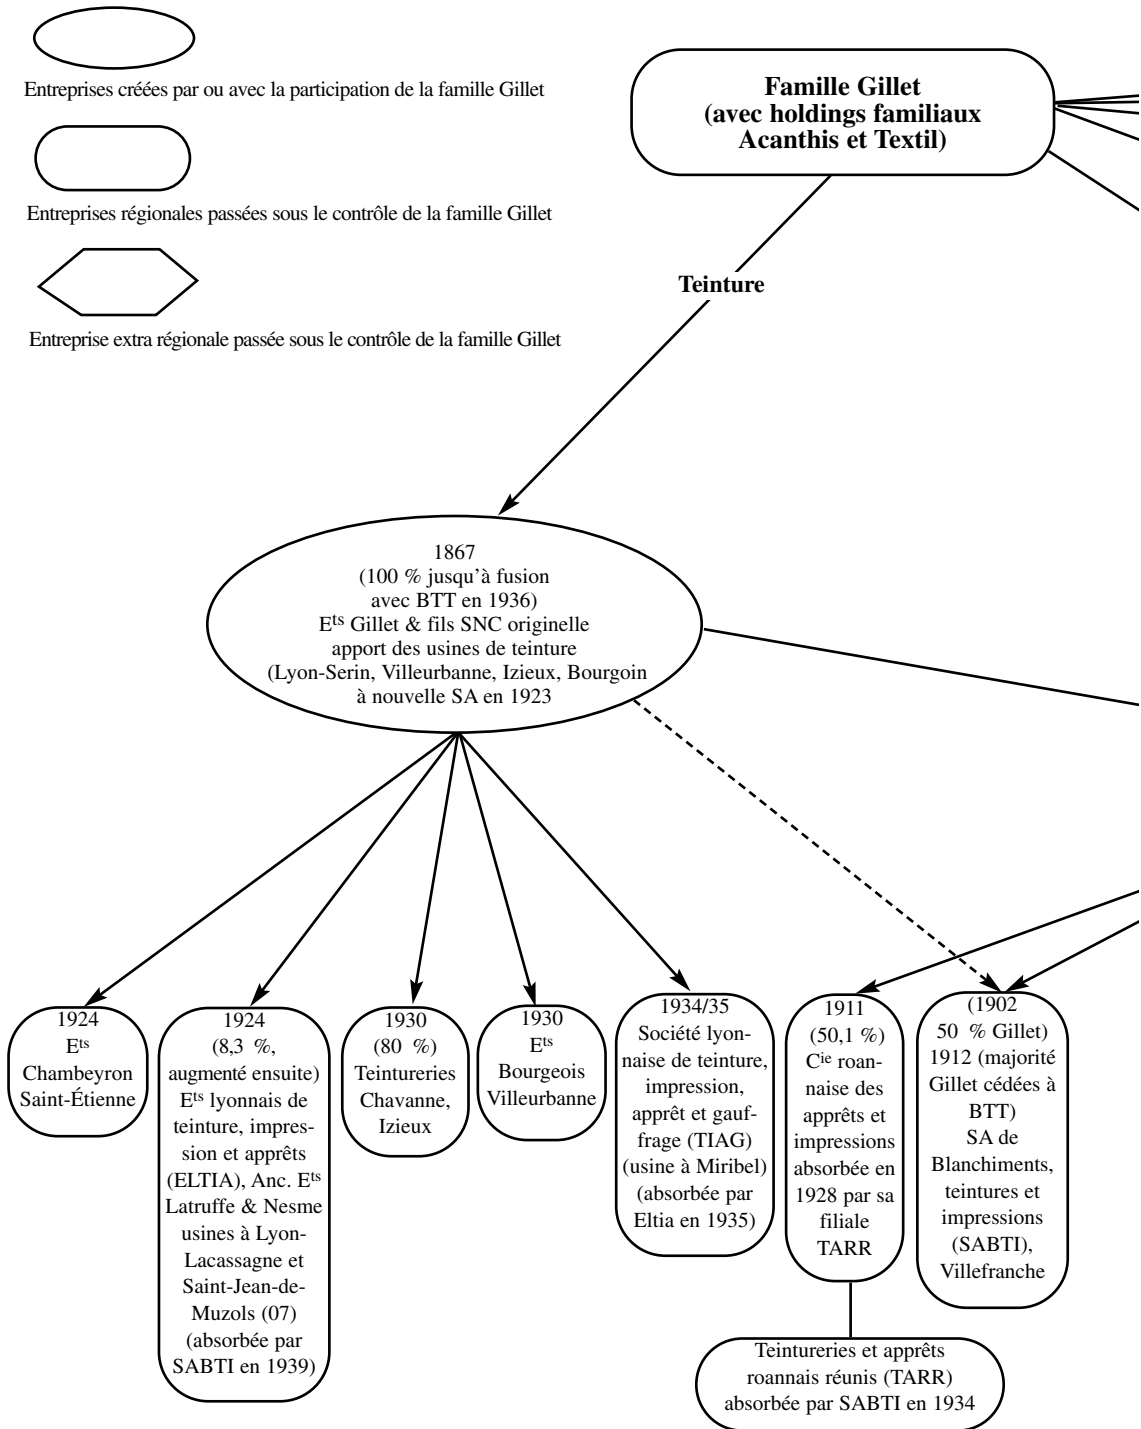 Entreprises créées par ou avec la participation de la famille Gillet
Entreprises régionales passées sous le contrôle de la famille Gillet
Entreprise extra régionale passée sous le contrôle de la famille Gillet
Famille Gillet
(avec holdings familiaux
Acanthis et Textil)
Teinture
1867
(100 % jusqu'à fusion
avec BTT en 1936)
Ets Gillet & fils SNC originelle
apport des usines de teinture
(Lyon-Serin, Villeurbanne, Izieux, Bourgoin
à nouvelle SA en 1923
1924
Ets
Chambeyron
Saint-Étienne
1924
(8,3 %,
augmenté ensuite)
Ets lyonnais de
teinture, impres-
sion et apprêts
(ELTIA), Anc. Ets
Latruffe & Nesme
usines à Lyon-
Lacassagne et
Saint-Jean-de-
Muzols (07)
(absorbée par
SABTI en 1939)
1930
(80 %)
Teintureries
Chavanne,
Izieux
1930
Ets
Bourgeois
Villeurbanne
1934/35
Société lyon-
naise de teinture,
impression,
apprêt et gauf-
frage (TIAG)
(usine à Miribel)
(absorbée par
Eltia en 1935)
1911
(50,1 %)
Cie roan-
naise des
apprêts et
impressions
absorbée en
1928 par sa
filiale
TARR
(1902
50 % Gillet)
1912 (majorité
Gillet cédées à
BTT)
SA de
Blanchiments,
teintures et
impressions
(SABTI),
Villefranche
Teintureries et apprêts
roannais réunis (TARR)
absorbée par SABTI en 1934